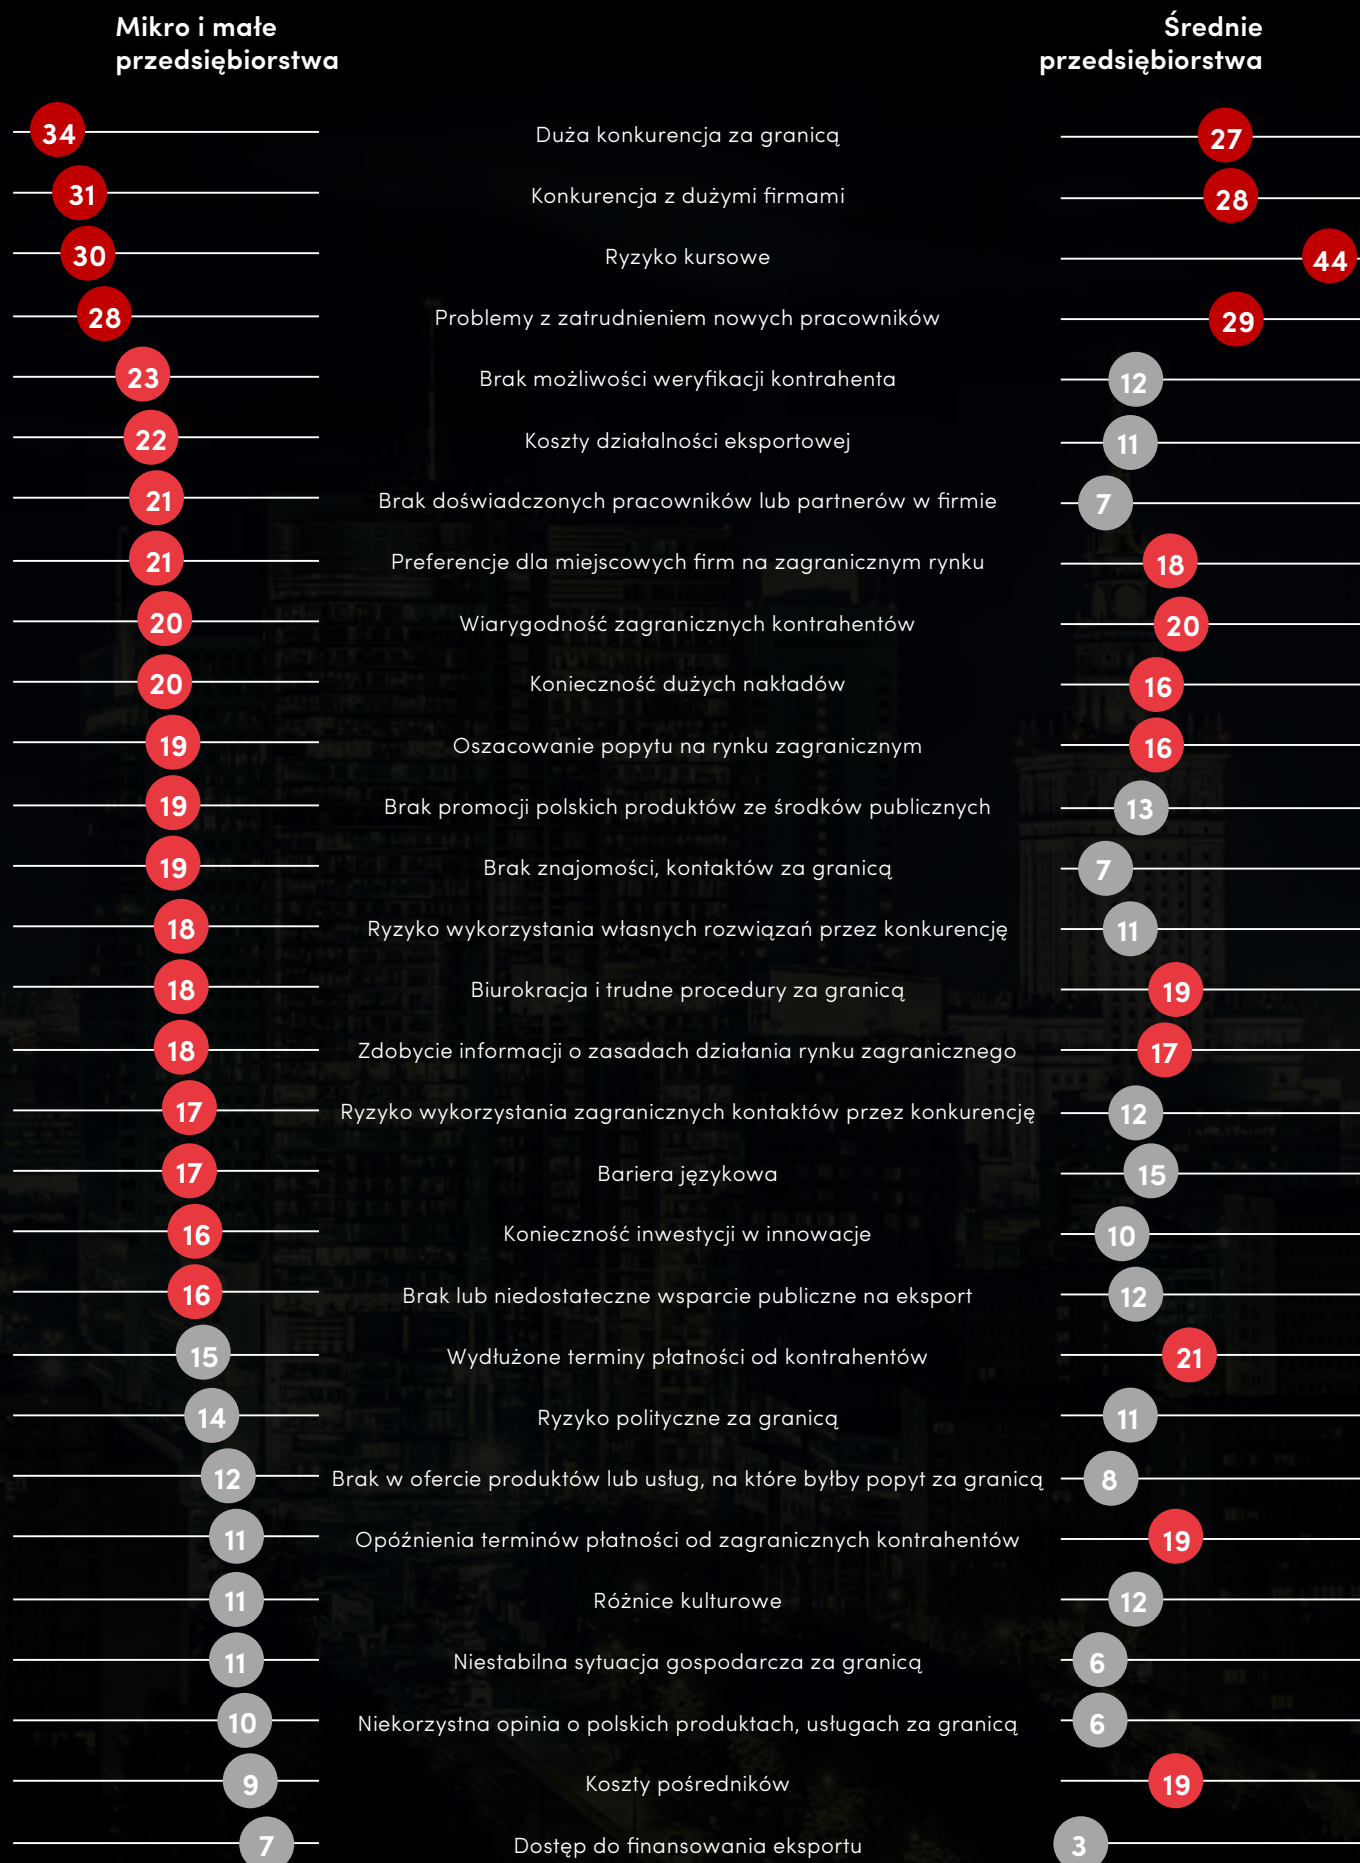 Mikro i małe
przedsiębiorstwa
Średnie
przedsiębiorstwa
34 Duża konkurencja za granicą 27
31 Konkurencja z dużymi firmami 28
30 Ryzyko kursowe 44
28 Problemy z zatrudnieniem nowych pracowników 29
23 Brak możliwości weryfikacji kontrahenta 12
22 Koszty działalności eksportowej 11
21 Brak doświadczonych pracowników lub partnerów w firmie 7
21 Preferencje dla miejscowych firm na zagranicznym rynku 18
20 Wiarygodność zagranicznych kontrahentów 20
20 Konieczność dużych nakładów 16
19 Oszacowanie popytu na rynku zagranicznym 16
19 Brak promocji polskich produktów ze środków publicznych 13
19 Brak znajomości, kontaktów za granicą 7
18 Ryzyko wykorzystania własnych rozwiązań przez konkurencję 11
18 Biurokracja i trudne procedury za granicą 19
18 Zdobycie informacji o zasadach działania rynku zagranicznego 17
17 Ryzyko wykorzystania zagranicznych kontaktów przez konkurencję 12
17 Bariera językowa 15
16 Konieczność inwestycji w innowacje 10
16 Brak lub niedostateczne wsparcie publiczne na eksport 12
15 Wydłużone terminy płatności od kontrahentów 21
14 Ryzyko polityczne za granicą 11
12 Brak w ofercie produktów lub usług, na które byłby popyt za granicą 8
11 Opóźnienia terminów płatności od zagranicznych kontrahentów 19
11 Różnice kulturowe 12
11 Niestabilna sytuacja gospodarcza za granicą 6
10 Niekorzystna opinia o polskich produktach, usługach za granicą 6
9 Koszty pośredników 19
7 Dostęp do finansowania eksportu 3